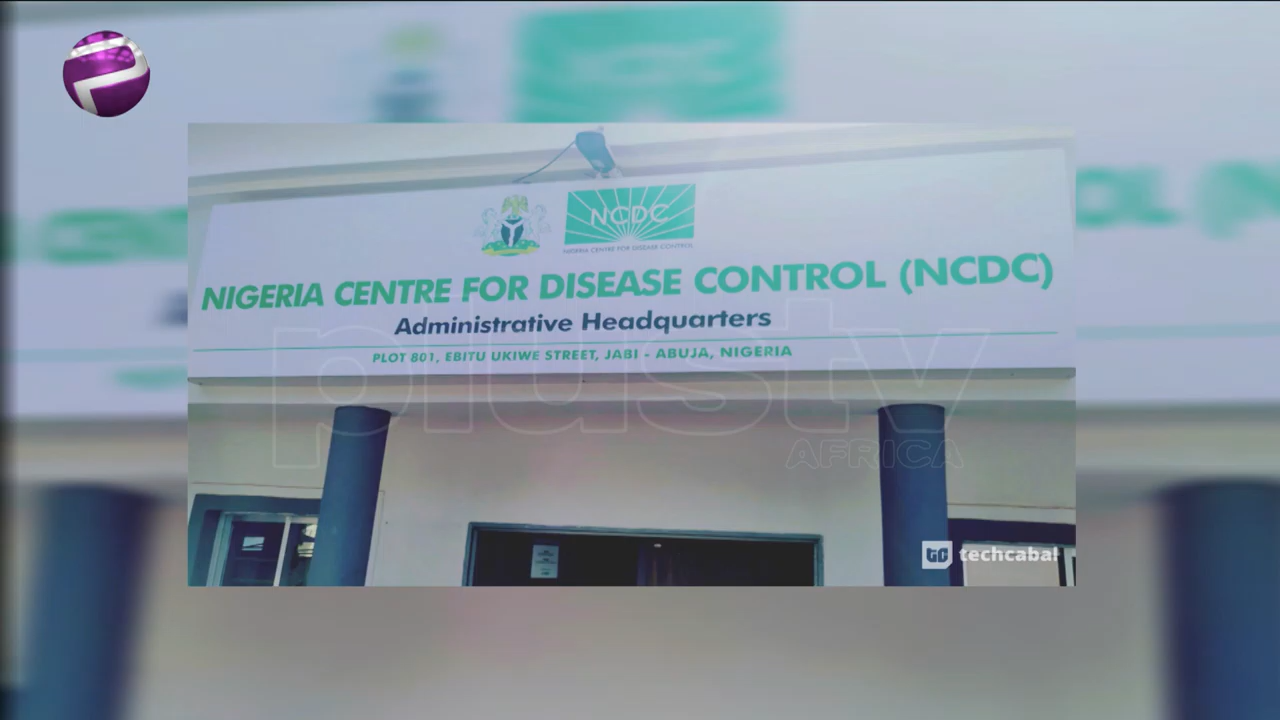 NCDC
NIGERIA CENTRE FOR DISEASE CONTROL
NIGERIA CENTRE FOR DISEASE CONTROL (NCDC)
Administrative Headquarters
PLOT 801, EBITU UKIWE STREET, JABI - ABUJA, NIGERIA
plustv
AFRICA
techcabal